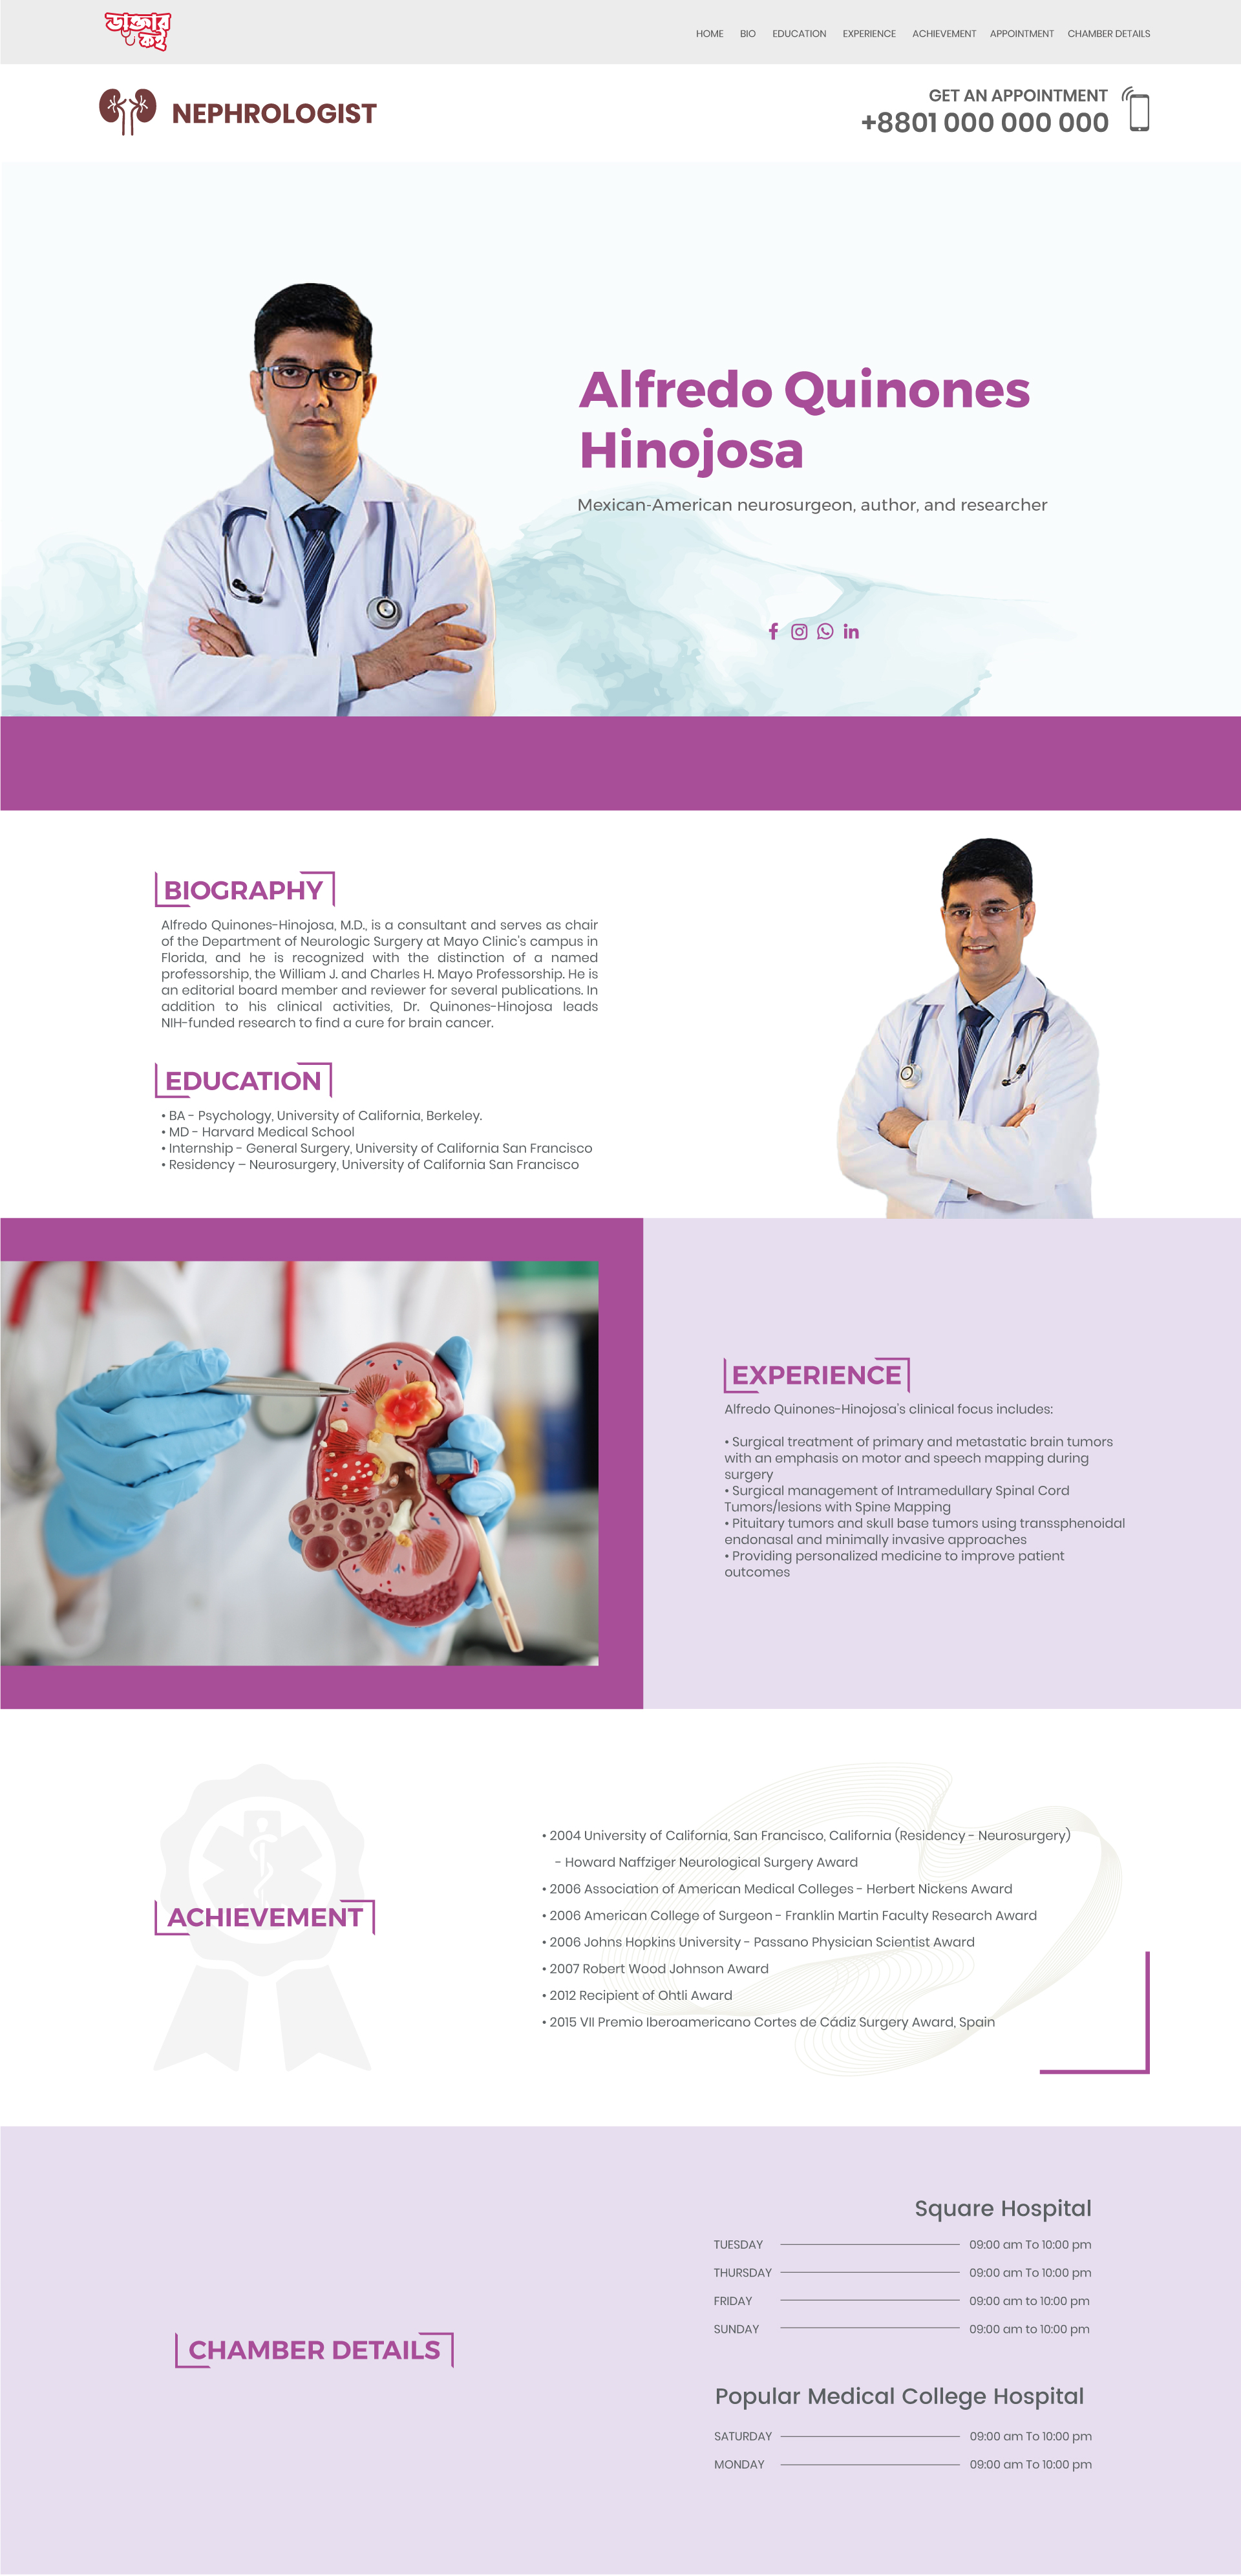 ডাক্তার
কই
HOME BIO EDUCATION EXPERIENCE ACHIEVEMENT APPOINTMENT CHAMBER DETAILS
NEPHROLOGIST
GET AN APPOINTMENT
+8801 000 000 000
Alfredo Quinones
Hinojosa
Mexican-American neurosurgeon, author, and researcher
BIOGRAPHY
Alfredo Quinones-Hinojosa, M.D., is a consultant and serves as chair
of the Department of Neurologic Surgery at Mayo Clinic's campus in
Florida, and he is recognized with the distinction of a named
professorship, the William J. and Charles H. Mayo Professorship. He is
an editorial board member and reviewer for several publications. In
addition to his clinical activities, Dr. Quinones-Hinojosa leads
NIH-funded research to find a cure for brain cancer.
EDUCATION
• BA - Psychology, University of California, Berkeley.
• MD - Harvard Medical School
• Internship - General Surgery, University of California San Francisco
• Residency – Neurosurgery, University of California San Francisco
EXPERIENCE
Alfredo Quinones-Hinojosa's clinical focus includes:
• Surgical treatment of primary and metastatic brain tumors
with an emphasis on motor and speech mapping during
surgery
• Surgical management of Intramedullary Spinal Cord
Tumors/lesions with Spine Mapping
• Pituitary tumors and skull base tumors using transsphenoidal
endonasal and minimally invasive approaches
• Providing personalized medicine to improve patient
outcomes
ACHIEVEMENT
• 2004 University of California, San Francisco, California (Residency - Neurosurgery)
- Howard Naffziger Neurological Surgery Award
• 2006 Association of American Medical Colleges - Herbert Nickens Award
• 2006 American College of Surgeon - Franklin Martin Faculty Research Award
• 2006 Johns Hopkins University - Passano Physician Scientist Award
• 2007 Robert Wood Johnson Award
• 2012 Recipient of Ohtli Award
• 2015 VII Premio Iberoamericano Cortes de Cádiz Surgery Award, Spain
CHAMBER DETAILS
Square Hospital
TUESDAY 09:00 am To 10:00 pm
THURSDAY 09:00 am To 10:00 pm
FRIDAY 09:00 am to 10:00 pm
SUNDAY 09:00 am to 10:00 pm
Popular Medical College Hospital
SATURDAY 09:00 am To 10:00 pm
MONDAY 09:00 am To 10:00 pm